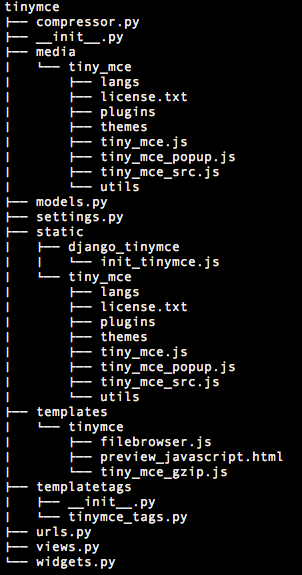 tinymce
├── compressor.py
├── __init__.py
├── media
│   └── tiny_mce
│       ├── langs
│       ├── license.txt
│       ├── plugins
│       ├── themes
│       ├── tiny_mce.js
│       ├── tiny_mce_popup.js
│       ├── tiny_mce_src.js
│       └── utils
├── models.py
├── settings.py
├── static
│   ├── django_tinymce
│   │   └── init_tinymce.js
│   └── tiny_mce
│       ├── langs
│       ├── license.txt
│       ├── plugins
│       ├── themes
│       ├── tiny_mce.js
│       ├── tiny_mce_popup.js
│       ├── tiny_mce_src.js
│       └── utils
├── templates
│   └── tinymce
│       ├── filebrowser.js
│       ├── preview_javascript.html
│       └── tiny_mce_gzip.js
├── templatetags
│   ├── __init__.py
│   └── tinymce_tags.py
├── urls.py
├── views.py
└── widgets.py